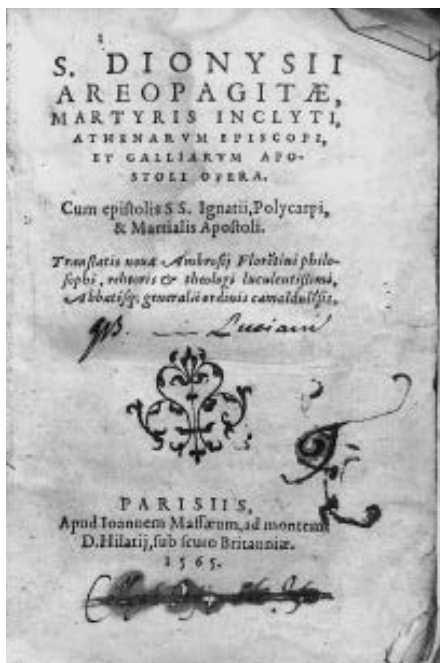 S. DIONYSII
AREOPAGITÆ,
MARTYRIS INCLYTI,
ATHENARVM EPISCOPI,
ET GALLIARVM APO-
STOLI OPERA.
Cum epiſtolis S S. Ignatii, Polycarpi,
& Martialis Apoſtoli.
Tranſlatio noua Ambroſij Florētini philo-
ſophi, rehtoris & theologi luculentiſsimi,
Abbatiſq; generalis ordinis camaldulēſis.
Luciani
PARISIIS,
Apud Ioannem Maſſæum, ad montem
D. Hilarij, ſub ſcuto Britanniæ.
1565.